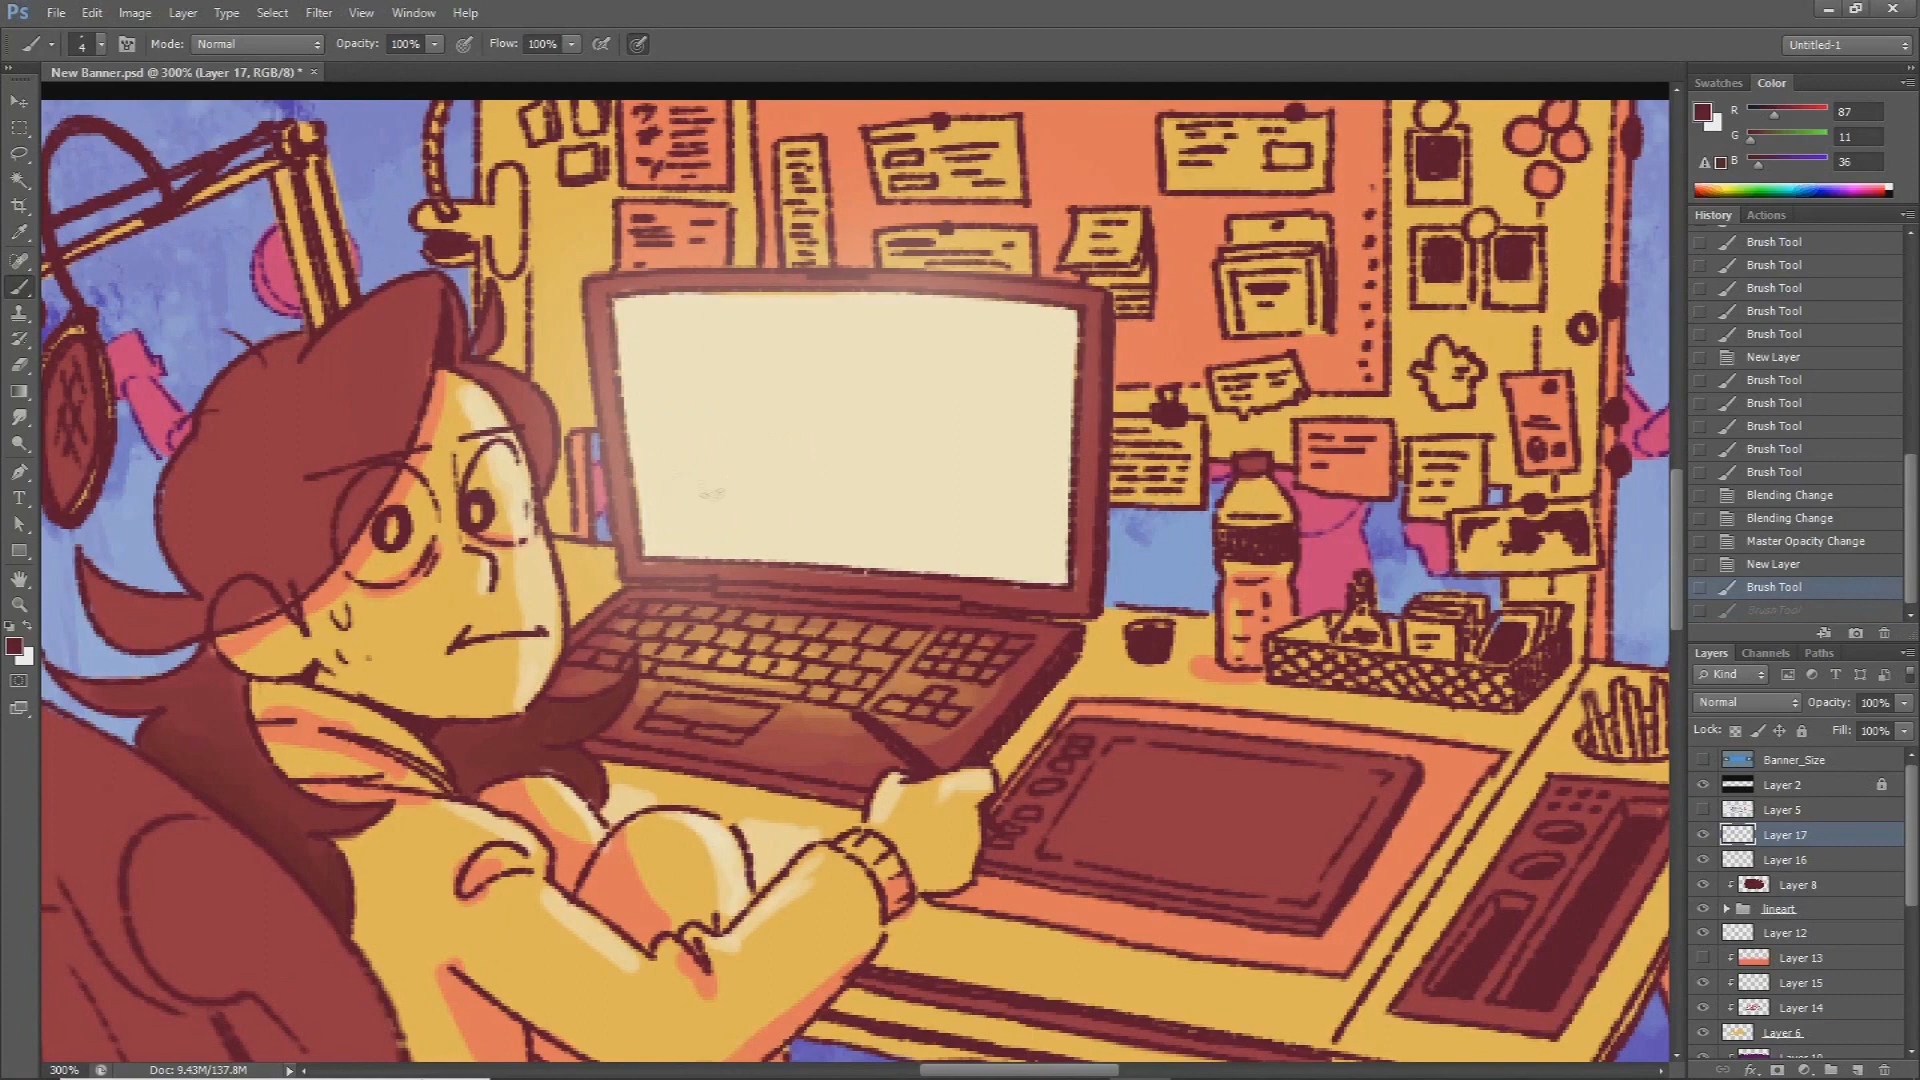 Ps File Edit Image Layer Type Select Filter View Window Help
4 Mode: Normal Opacity: 100% Flow: 100% Untitled-1
New Banner.psd @ 300% (Layer 17, RGB/8) * ×
Swatches Color
R 87
G 11
B 36
History Actions
Brush Tool
Brush Tool
Brush Tool
Brush Tool
Brush Tool
New Layer
Brush Tool
Brush Tool
Brush Tool
Brush Tool
Brush Tool
Blending Change
Blending Change
Master Opacity Change
New Layer
Brush Tool
Brush Tool
Layers Channels Paths
Kind
Normal Opacity: 100%
Lock: Fill: 100%
Banner_Size
Layer 2
Layer 5
Layer 17
Layer 16
Layer 8
lineart
Layer 12
Layer 13
Layer 15
Layer 14
Layer 6
300% Doc: 9.43M/137.8M